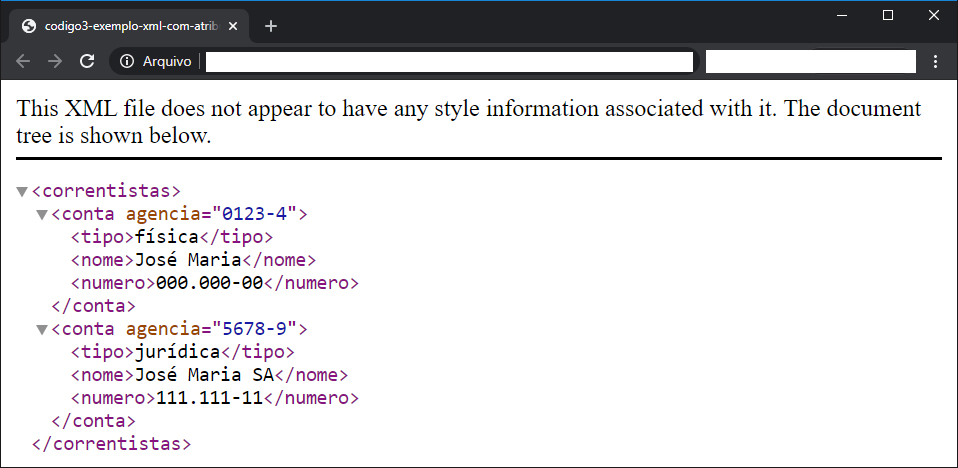 codigo3-exemplo-xml-com-atrib
Arquivo
This XML file does not appear to have any style information associated with it. The document
tree is shown below.
<correntistas>
<conta agencia="0123-4">
<tipo>física</tipo>
<nome>José Maria</nome>
<numero>000.000-00</numero>
</conta>
<conta agencia="5678-9">
<tipo>jurídica</tipo>
<nome>José Maria SA</nome>
<numero>111.111-11</numero>
</conta>
</correntistas>